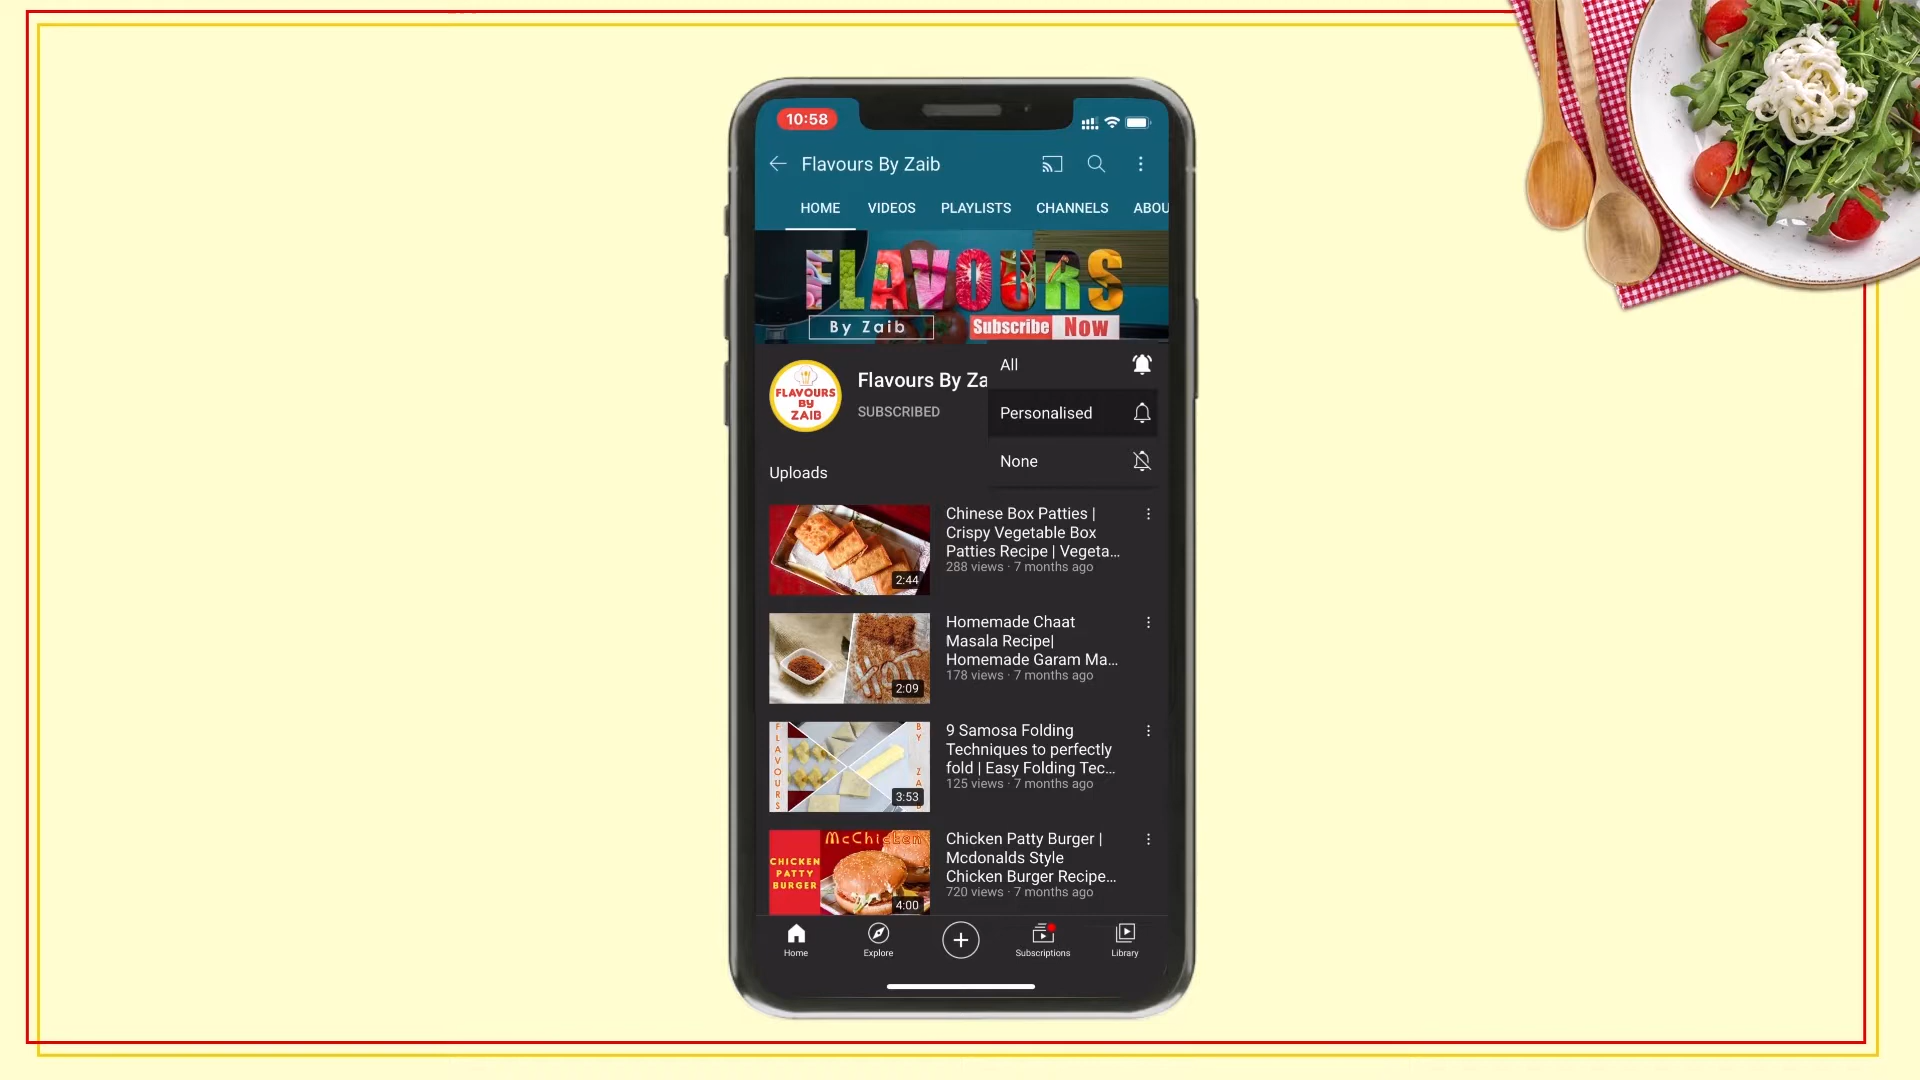 10:58
Flavours By Zaib
HOME VIDEOS PLAYLISTS CHANNELS ABOU
FLAVOURS
By Zaib Subscribe Now
FLAVOURS
BY
ZAIB
Flavours By Za
SUBSCRIBED
All
Personalised
None
Uploads
Chinese Box Patties |
Crispy Vegetable Box
Patties Recipe | Vegeta...
288 views · 7 months ago
2:44
Homemade Chaat
Masala Recipe|
Homemade Garam Ma...
178 views · 7 months ago
2:09
FLAVOURS
BY ZA
9 Samosa Folding
Techniques to perfectly
fold | Easy Folding Tec...
125 views · 7 months ago
3:53
McChicken
CHICKEN
PATTY
BURGER
Chicken Patty Burger |
Mcdonalds Style
Chicken Burger Recipe...
720 views · 7 months ago
4:00
Home Explore Subscriptions Library